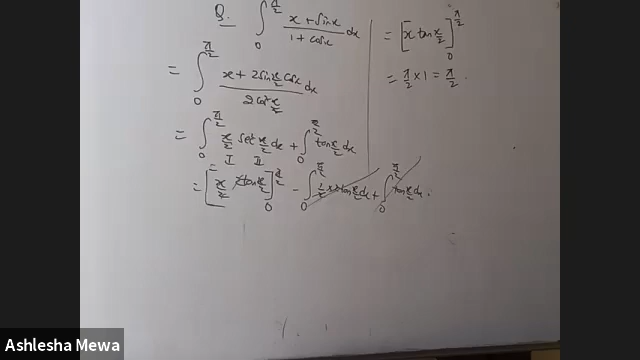 Q. ∫₀^{π/2} (x + sin x)/(1 + cos x) dx
= ∫₀^{π/2} (x + 2 sin x/2 cos x)/(2 cos² x/2) dx
= ∫₀^{π/2} x/2 sec² x/2 dx + ∫₀^{π/2} tan x/2 dx
I II
= [x/2 · 2 tan x/2]₀^{π/2} − ∫₀^{π/2} 1/2 × 2 tan x/2 dx + ∫₀^{π/2} tan x/2 dx.
= [x tan x/2]₀^{π/2}
= π/2 × 1 = π/2.
Ashlesha Mewa